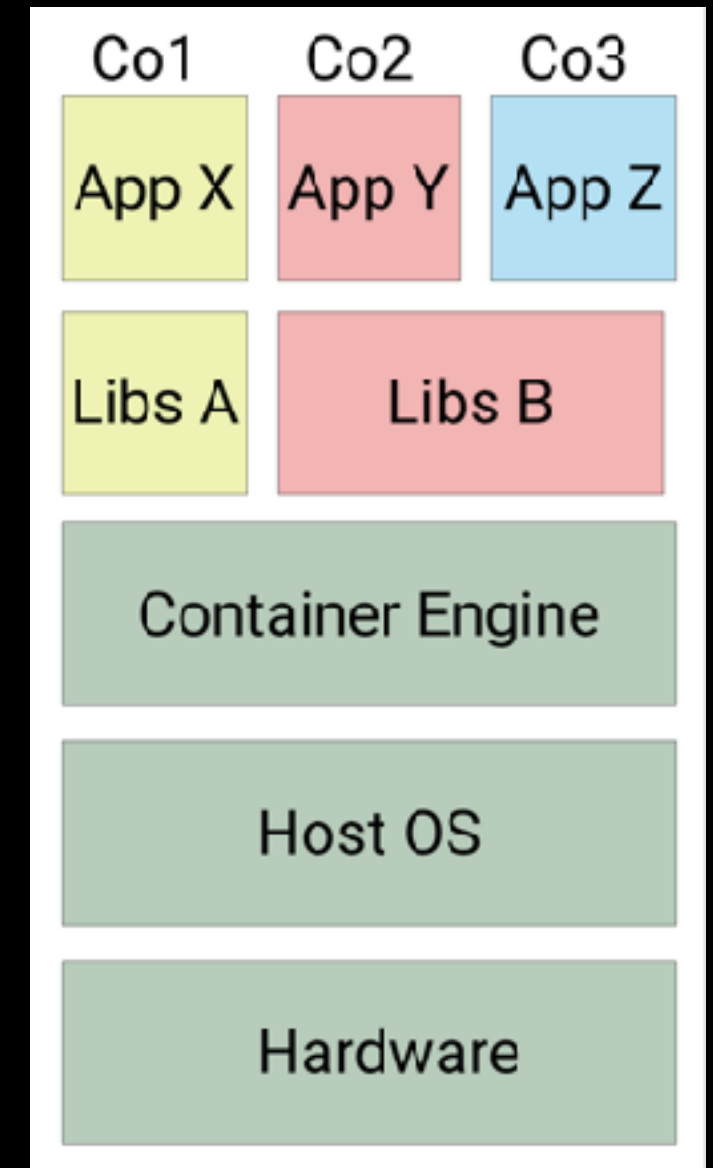 Co1 Co2 Co3
App X App Y App Z
Libs A Libs B
Container Engine
Host OS
Hardware